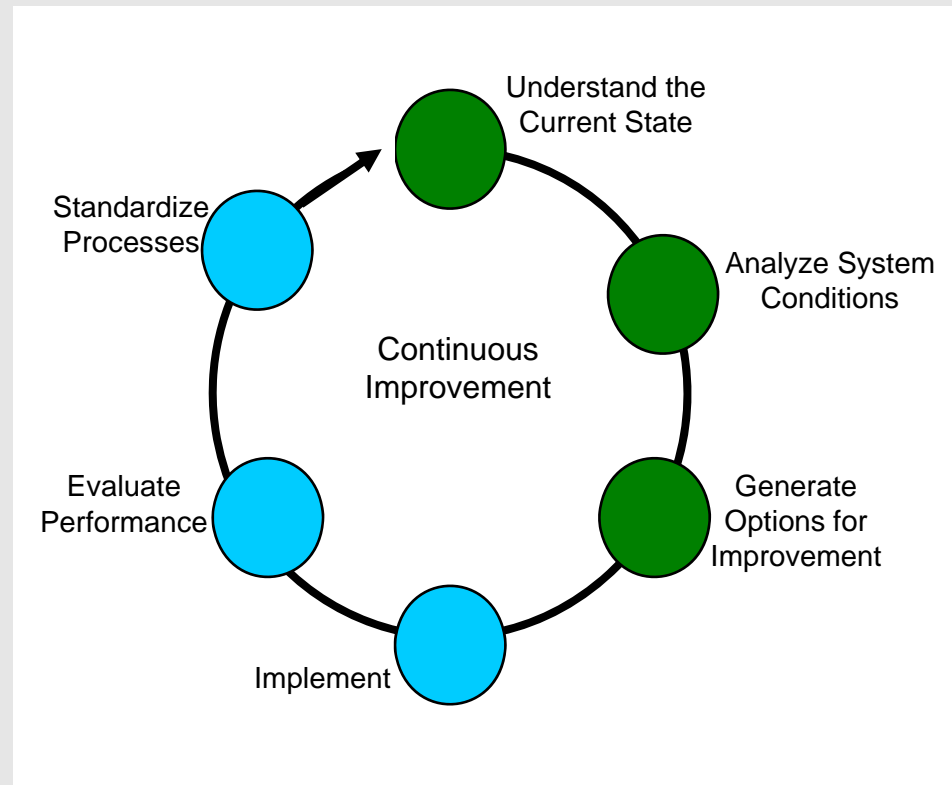 Understand the
Current State
Analyze System
Conditions
Generate
Options for
Improvement
Implement
Evaluate
Performance
Standardize
Processes
Continuous
Improvement